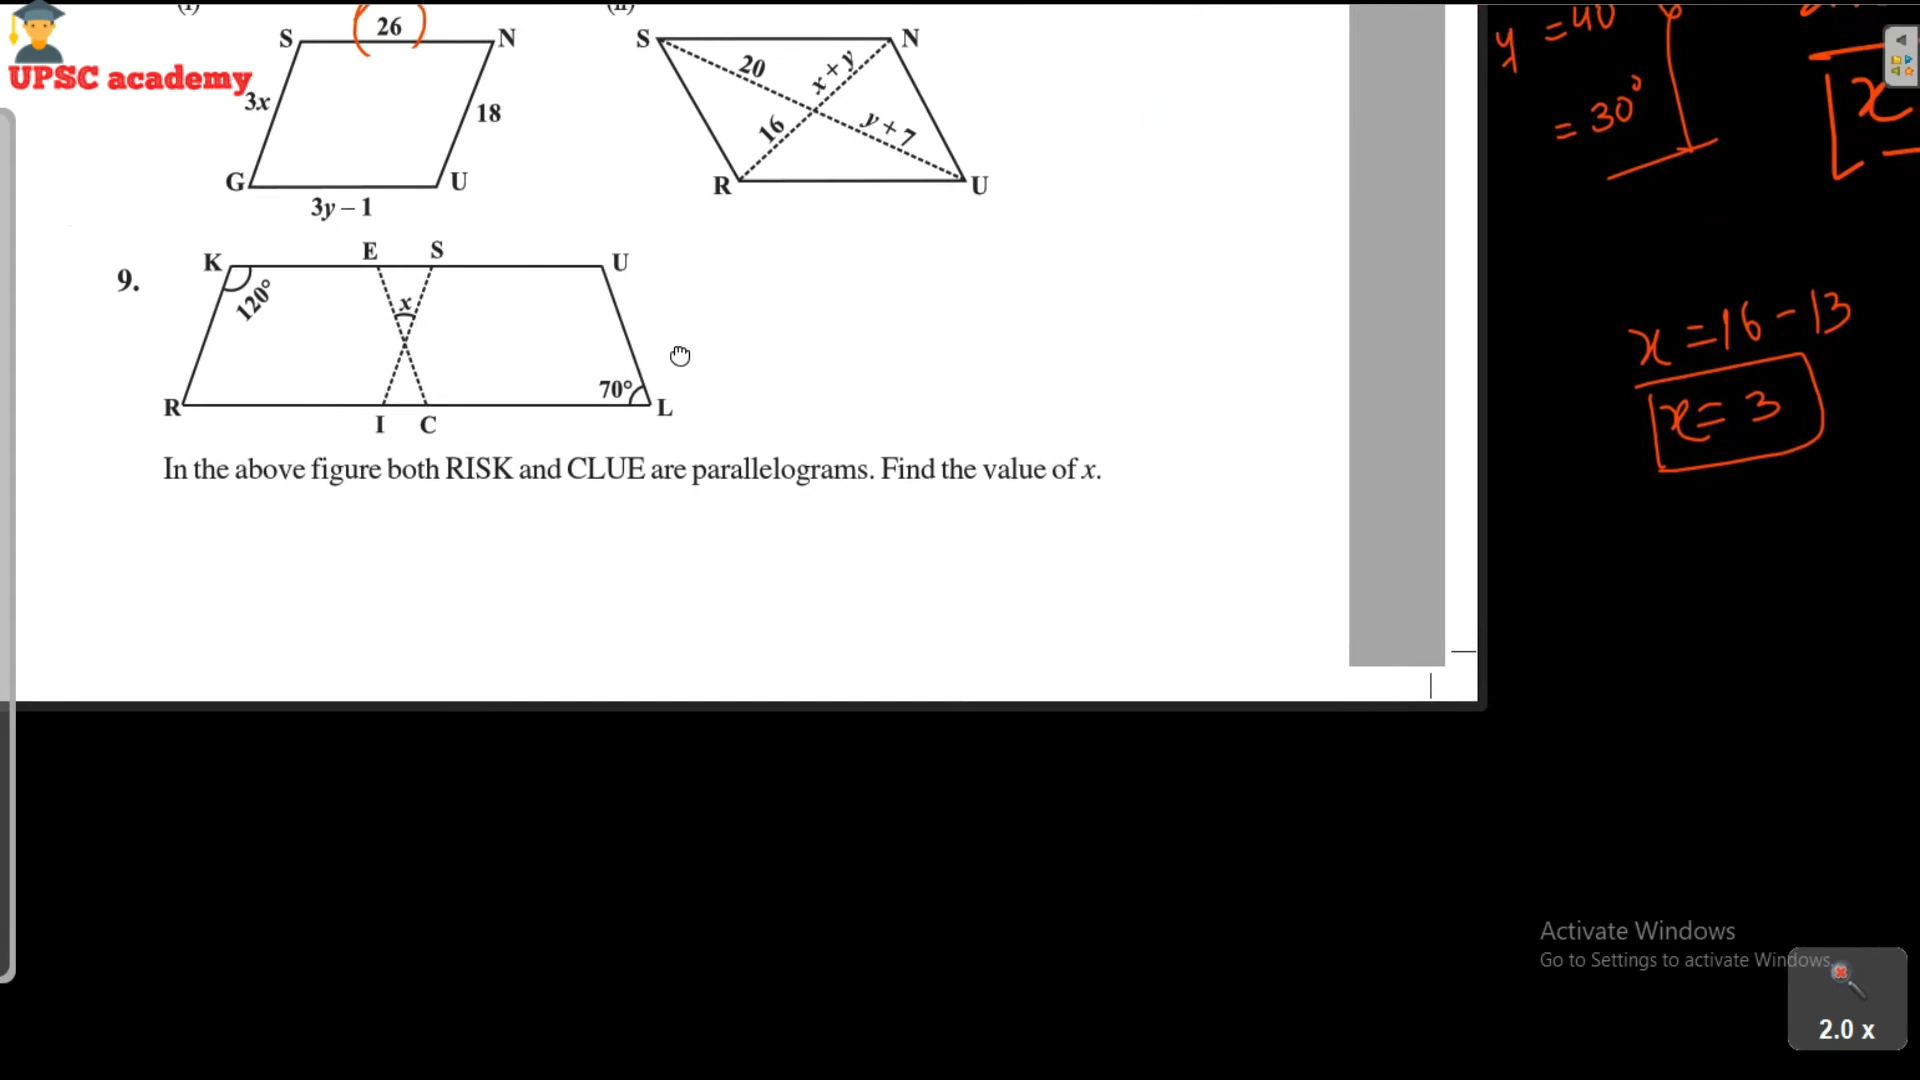 (i)
(ii)
UPSC academy
S
26
N
3x
18
G
U
3y – 1
S
N
20
x + y
16
y + 7
R
U
y = 40
= 30°
x
9.
K
E
S
U
120°
x
70°
R
I
C
L
In the above figure both RISK and CLUE are parallelograms. Find the value of x.
x = 16 - 13
x = 3
Activate Windows
Go to Settings to activate Windows.
2.0 x